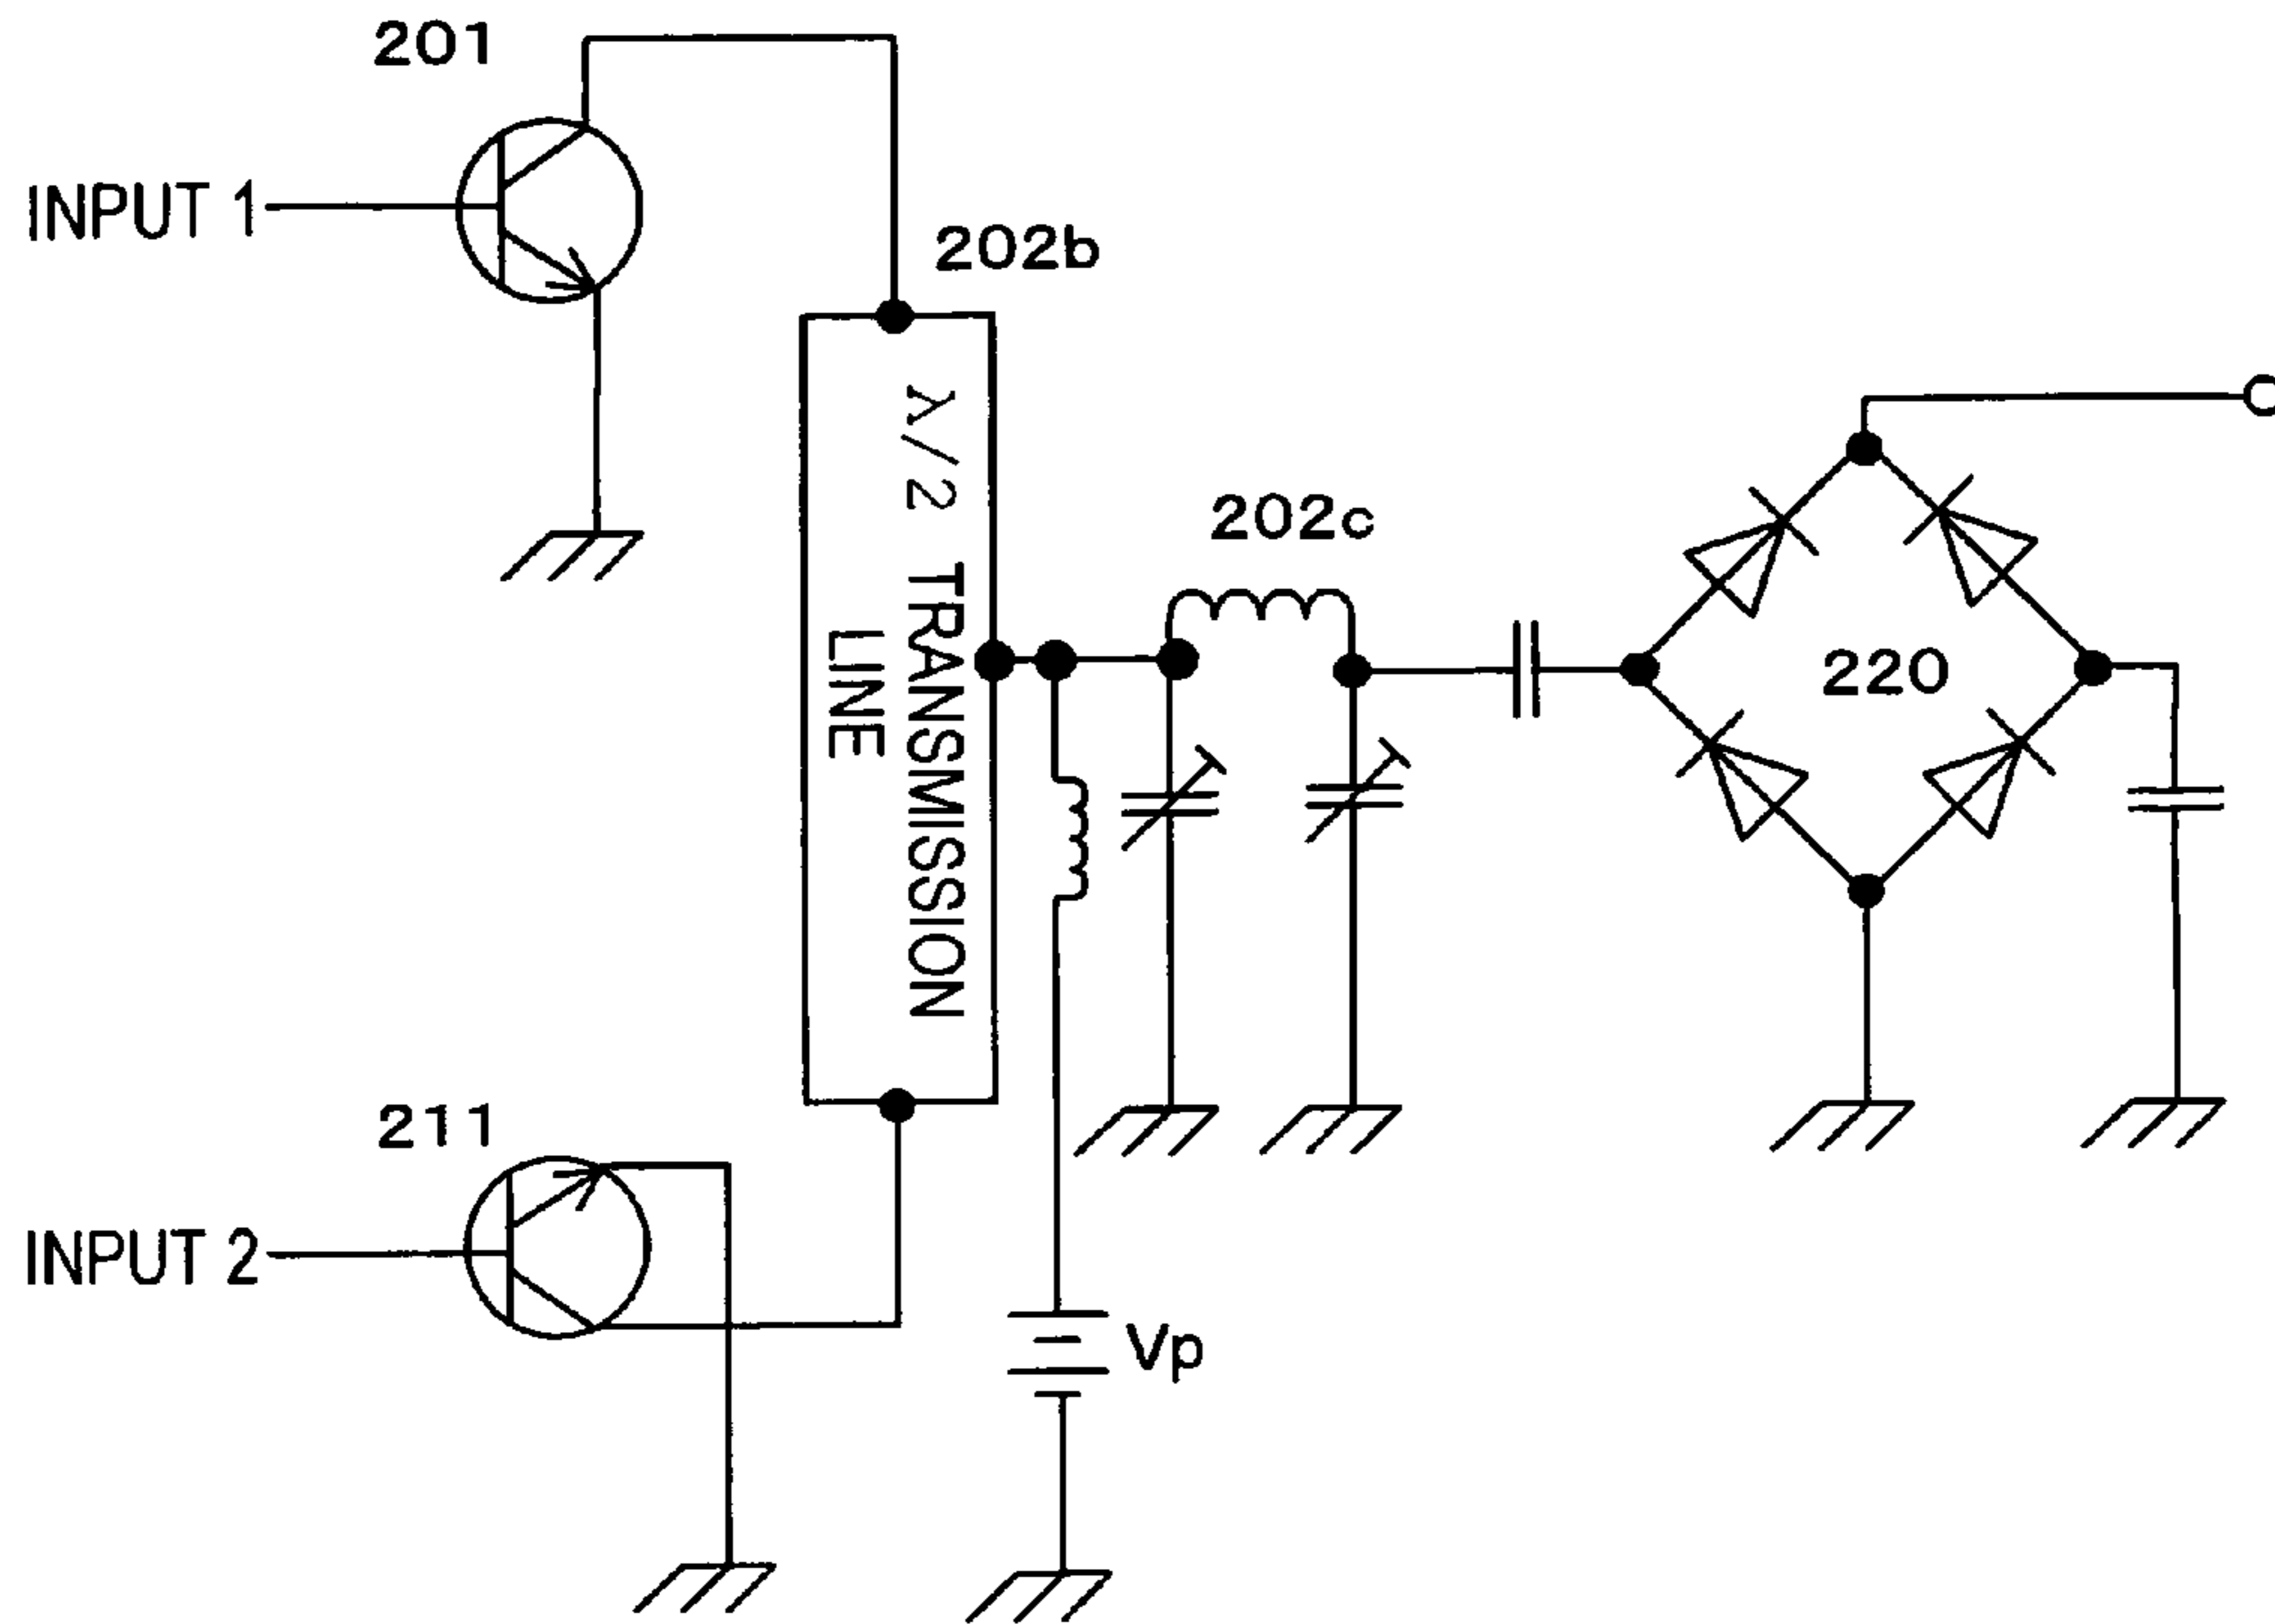 201
INPUT 1
202b
λ/2 TRANSMISSION
LINE
202c
220
211
INPUT 2
Vp